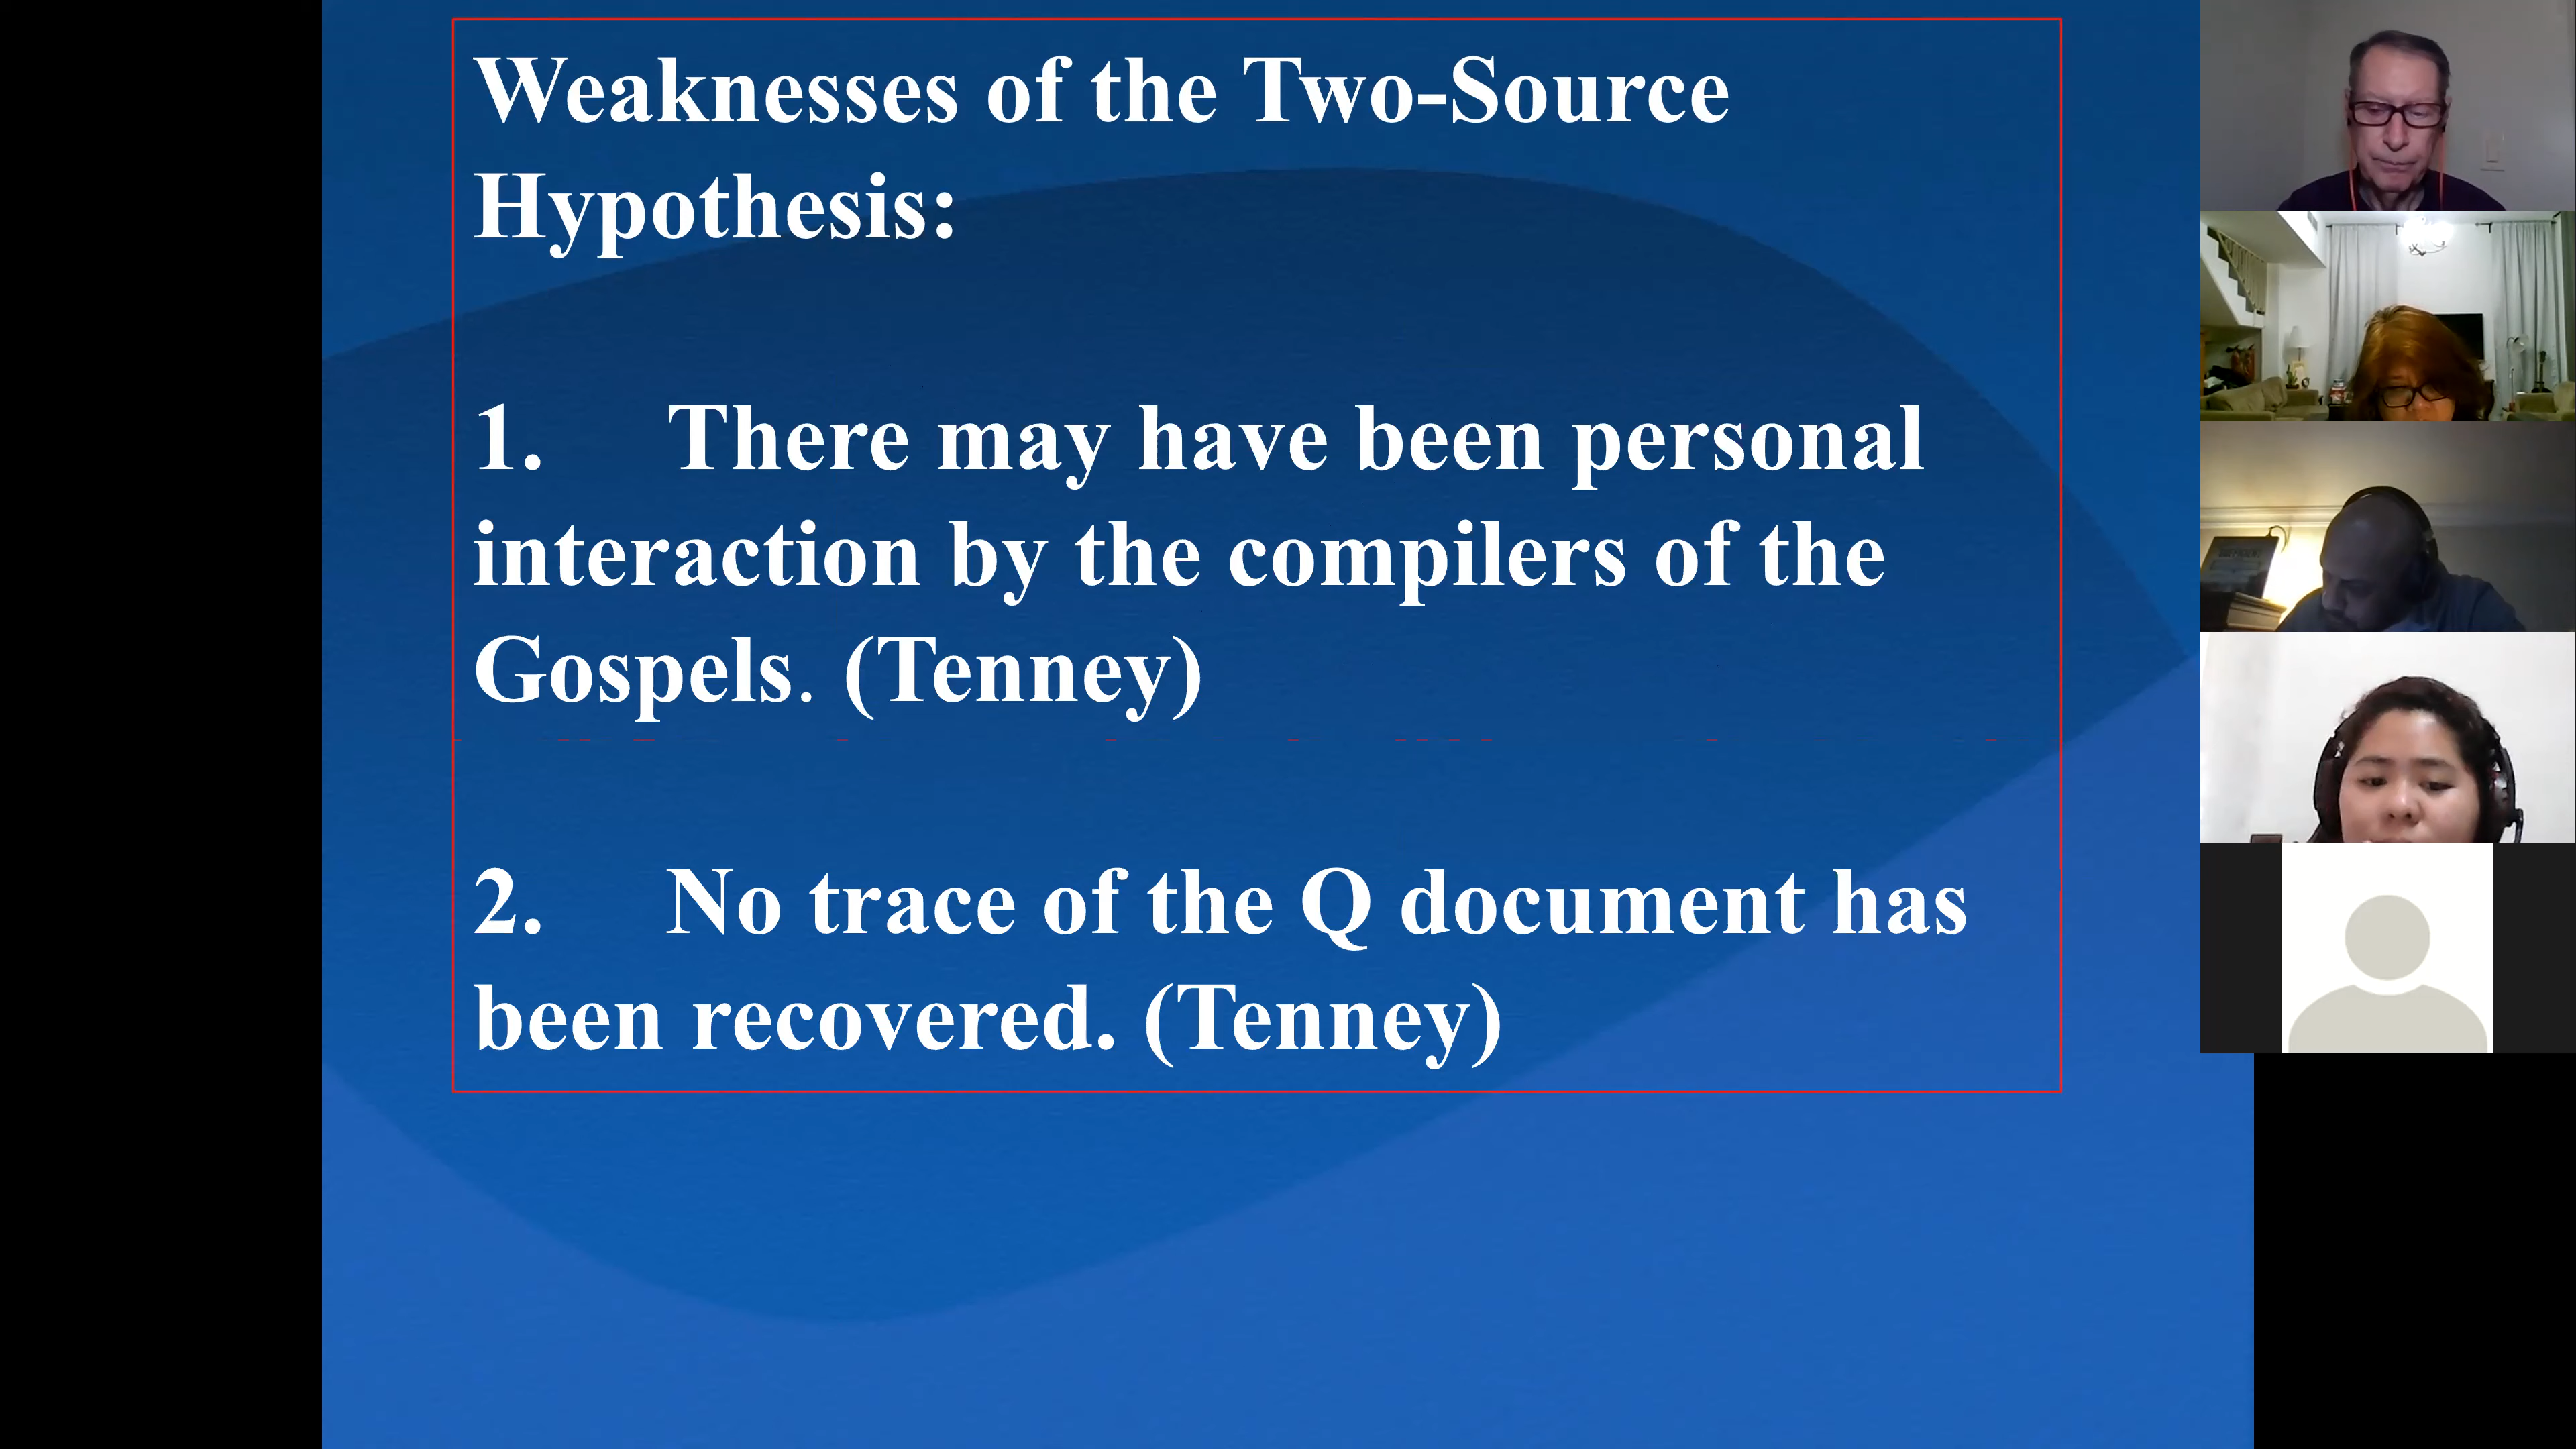 Weaknesses of the Two-Source
Hypothesis:
1. There may have been personal
interaction by the compilers of the
Gospels. (Tenney)
2. No trace of the Q document has
been recovered. (Tenney)